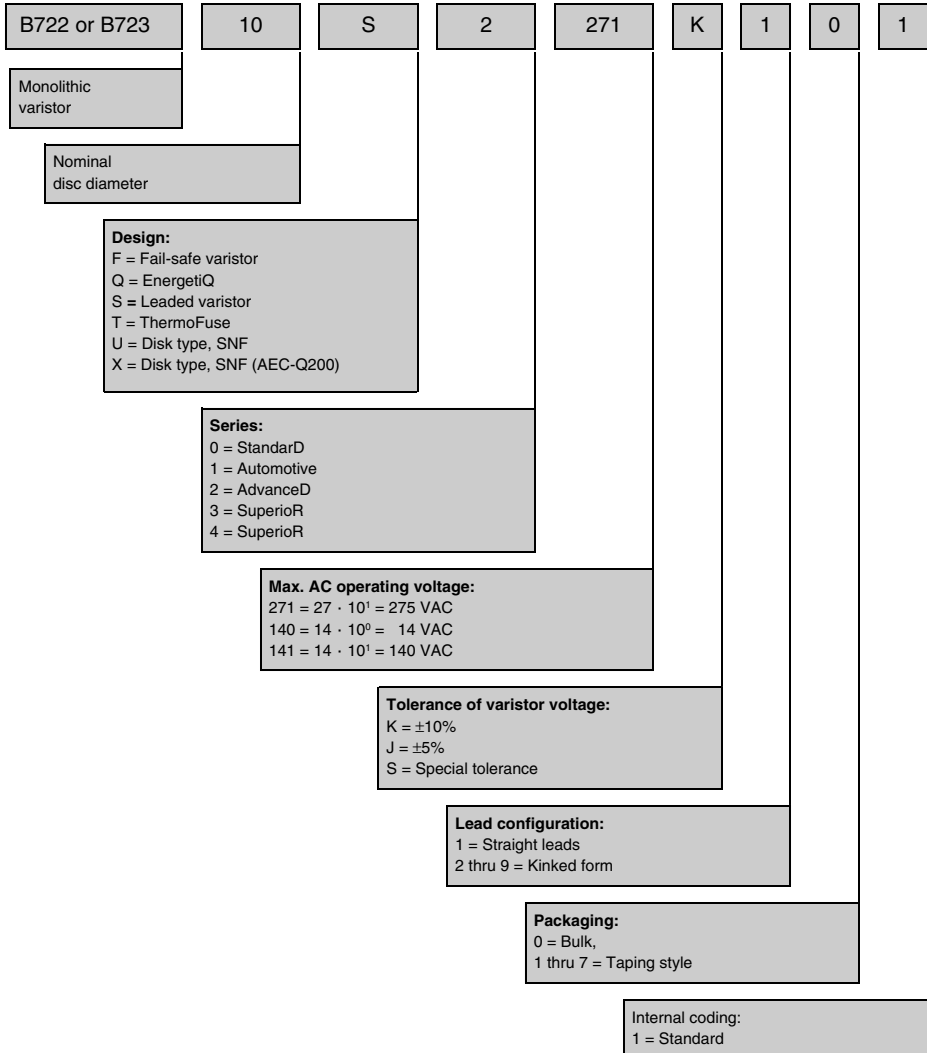 B722 or B723 10 S 2 271 K 1 0 1
Monolithic
varistor
Nominal
disc diameter
Design:
F = Fail-safe varistor
Q = EnergetiQ
S = Leaded varistor
T = ThermoFuse
U = Disk type, SNF
X = Disk type, SNF (AEC-Q200)
Series:
0 = StandarD
1 = Automotive
2 = AdvanceD
3 = SuperioR
4 = SuperioR
Max. AC operating voltage:
271 = 27 · 10¹ = 275 VAC
140 = 14 · 10⁰ = 14 VAC
141 = 14 · 10¹ = 140 VAC
Tolerance of varistor voltage:
K = ±10%
J = ±5%
S = Special tolerance
Lead configuration:
1 = Straight leads
2 thru 9 = Kinked form
Packaging:
0 = Bulk,
1 thru 7 = Taping style
Internal coding:
1 = Standard